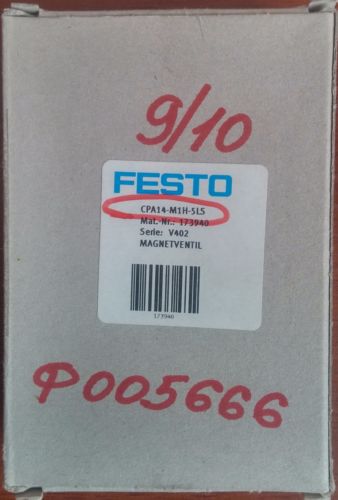 9/10
FESTO
CPA14-M1H-5LS
Mat.-Nr.: 173940
Serie: V402
MAGNETVENTIL
173940
Ф005666